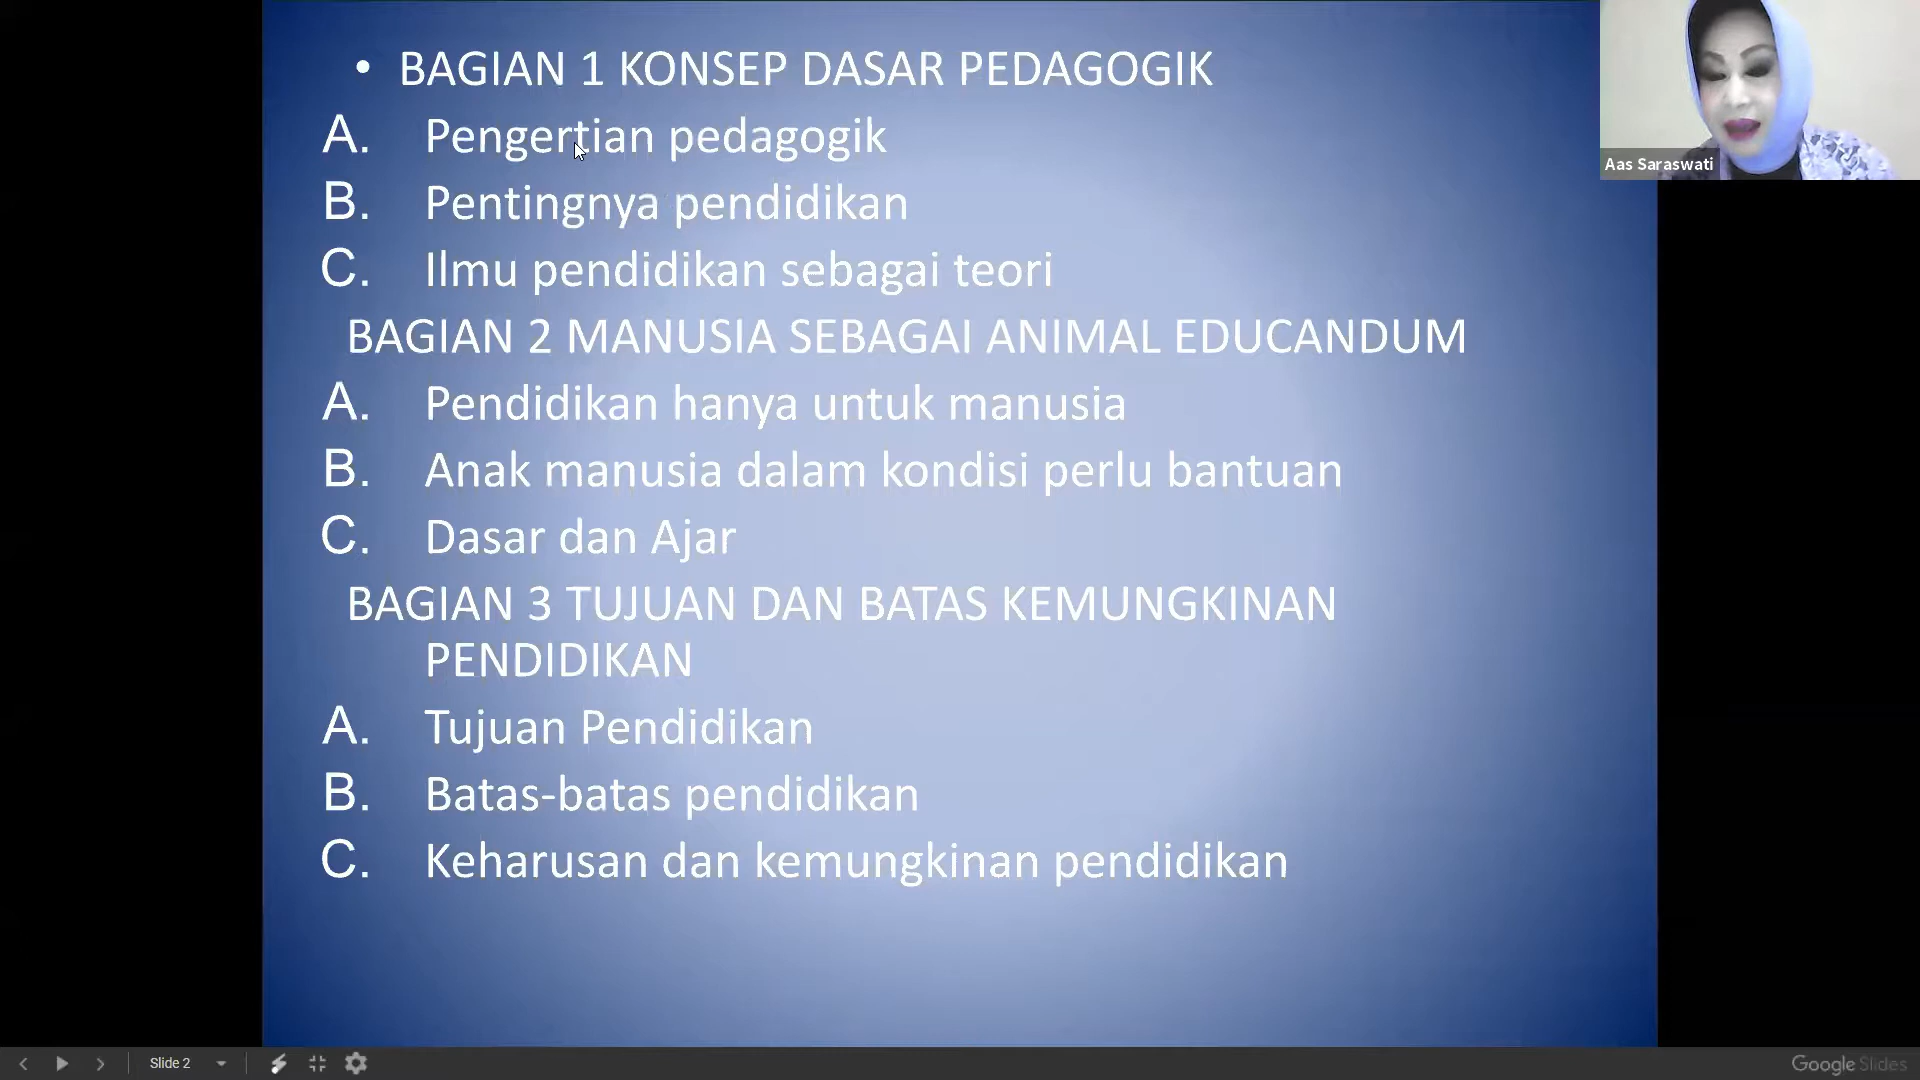 • BAGIAN 1 KONSEP DASAR PEDAGOGIK
A. Pengertian pedagogik
B. Pentingnya pendidikan
C. Ilmu pendidikan sebagai teori
BAGIAN 2 MANUSIA SEBAGAI ANIMAL EDUCANDUM
A. Pendidikan hanya untuk manusia
B. Anak manusia dalam kondisi perlu bantuan
C. Dasar dan Ajar
BAGIAN 3 TUJUAN DAN BATAS KEMUNGKINAN
PENDIDIKAN
A. Tujuan Pendidikan
B. Batas-batas pendidikan
C. Keharusan dan kemungkinan pendidikan
Aas Saraswati
Slide 2
Google Slides